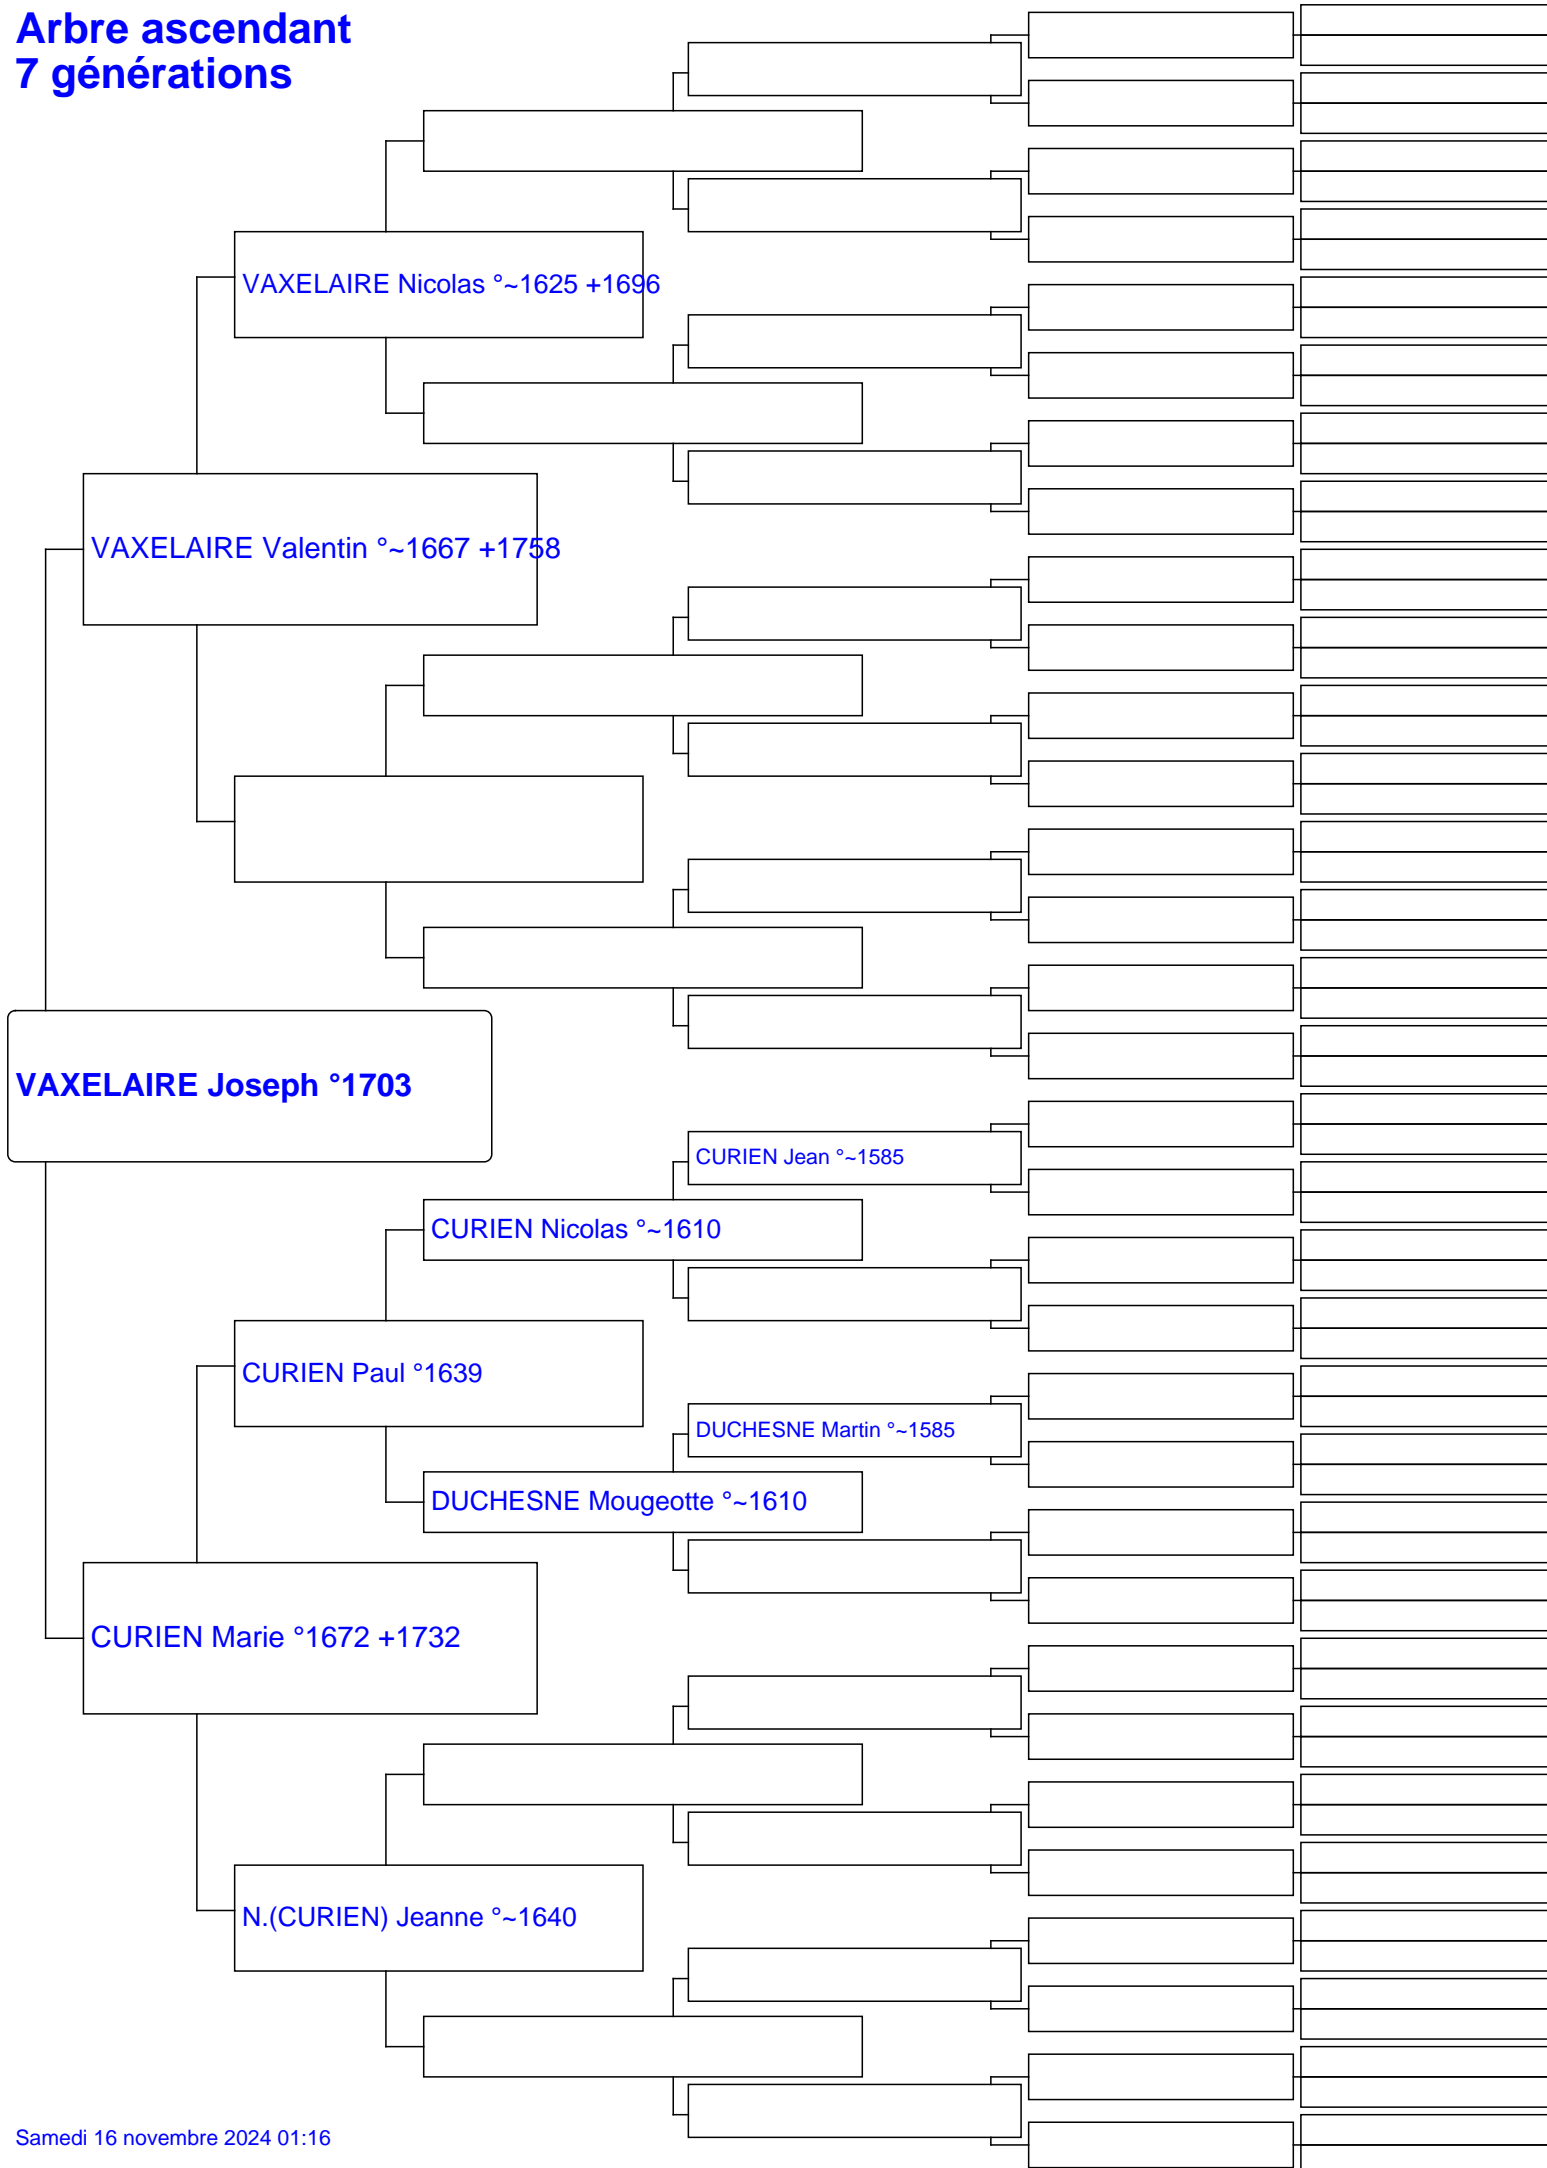 Arbre ascendant
7 générations
VAXELAIRE Nicolas °~1625 +1696
VAXELAIRE Valentin °~1667 +1758
VAXELAIRE Joseph °1703
CURIEN Jean °~1585
CURIEN Nicolas °~1610
CURIEN Paul °1639
DUCHESNE Martin °~1585
DUCHESNE Mougeotte °~1610
CURIEN Marie °1672 +1732
N.(CURIEN) Jeanne °~1640
Samedi 16 novembre 2024 01:16